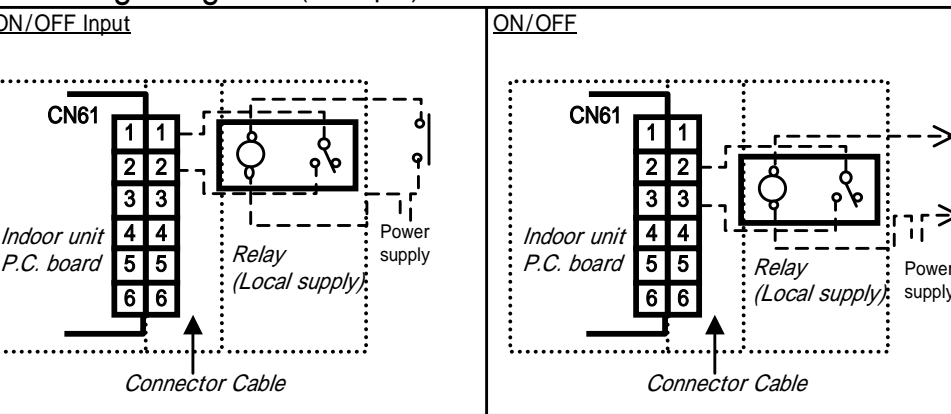 ON/OFF Input
CN61
1 1
2 2
3 3
4 4
5 5
6 6
Indoor unit
P.C. board
Relay
(Local supply)
Power
supply
Connector Cable
ON/OFF
CN61
1 1
2 2
3 3
4 4
5 5
6 6
Indoor unit
P.C. board
Relay
(Local supply)
Power
supply
Connector Cable